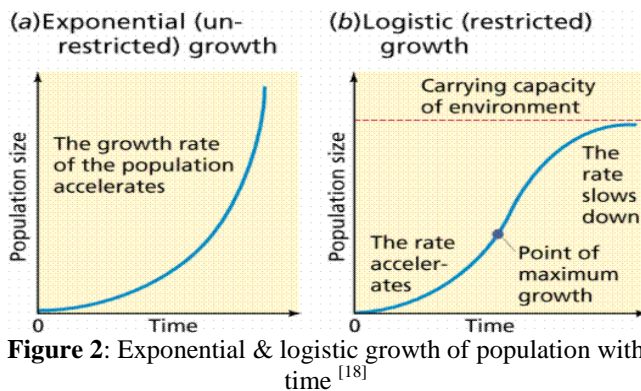 (a)Exponential (un-
restricted) growth
Population size
The growth rate
of the population
accelerates
0
Time
(b)Logistic (restricted)
growth
Population size
Carrying capacity
of environment
The
rate
slows
down
The rate
acceler-
ates
Point of
maximum
growth
0
Time
Figure 2: Exponential & logistic growth of population with
time [18]